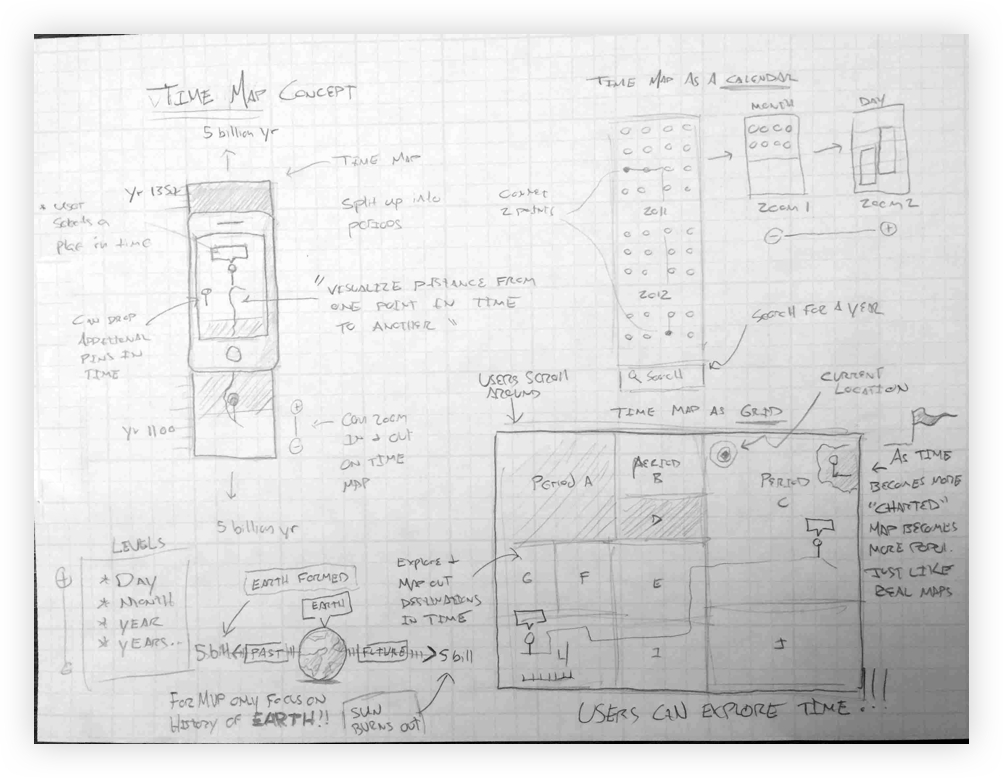 TIME MAP CONCEPT
5 billion yr
TIME MAP
Split up into
periods
* USER
Selects a
place in time
"VISUALIZE DISTANCE FROM
ONE POINT IN TIME
TO ANOTHER"
CAN DROP
ADDITIONAL
PINS IN
TIME
Yr 1100
+
-
CAN ZOOM
IN + OUT
ON TIME
MAP
5 billion yr
TIME MAP AS A CALENDAR
MONTH
DAY
Connect
2 points
2011
2012
ZOOM 1
ZOOM 2
-
+
SEARCH FOR A YEAR
Search
USERS SCROLL
AROUND
TIME MAP AS GRID
CURRENT
LOCATION
PERIOD A
PERIOD
B
PERIOD
C
D
G
F
E
I
J
Explore +
MAP OUT
DESTINATIONS
IN TIME
AS TIME
BECOMES MORE
"CHARTED"
MAP BECOMES
MORE POPUL.
JUST LIKE
REAL MAPS
USERS CAN EXPLORE TIME!!!
LEVELS
+
* DAY
* MONTH
* YEAR
* YEARS..
EARTH FORMED
EARTH
5 bill
PAST
FUTURE
5 bill
SUN
BURNS OUT
FOR MVP ONLY FOCUS ON
HISTORY OF EARTH!!